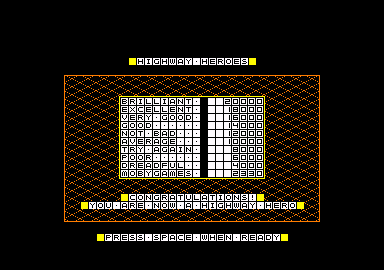 HIGHWAY HEROES
BRILLIANT 20000
EXCELLENT 18000
VERY GOOD 16000
GOOD 14000
NOT BAD 12000
AVERAGE 10000
TRY AGAIN 8000
POOR 6000
DREADFUL 4000
MOBYGAMES 2330
CONGRATULATIONS!
YOU ARE NOW A HIGHWAY HERO
PRESS SPACE WHEN READY